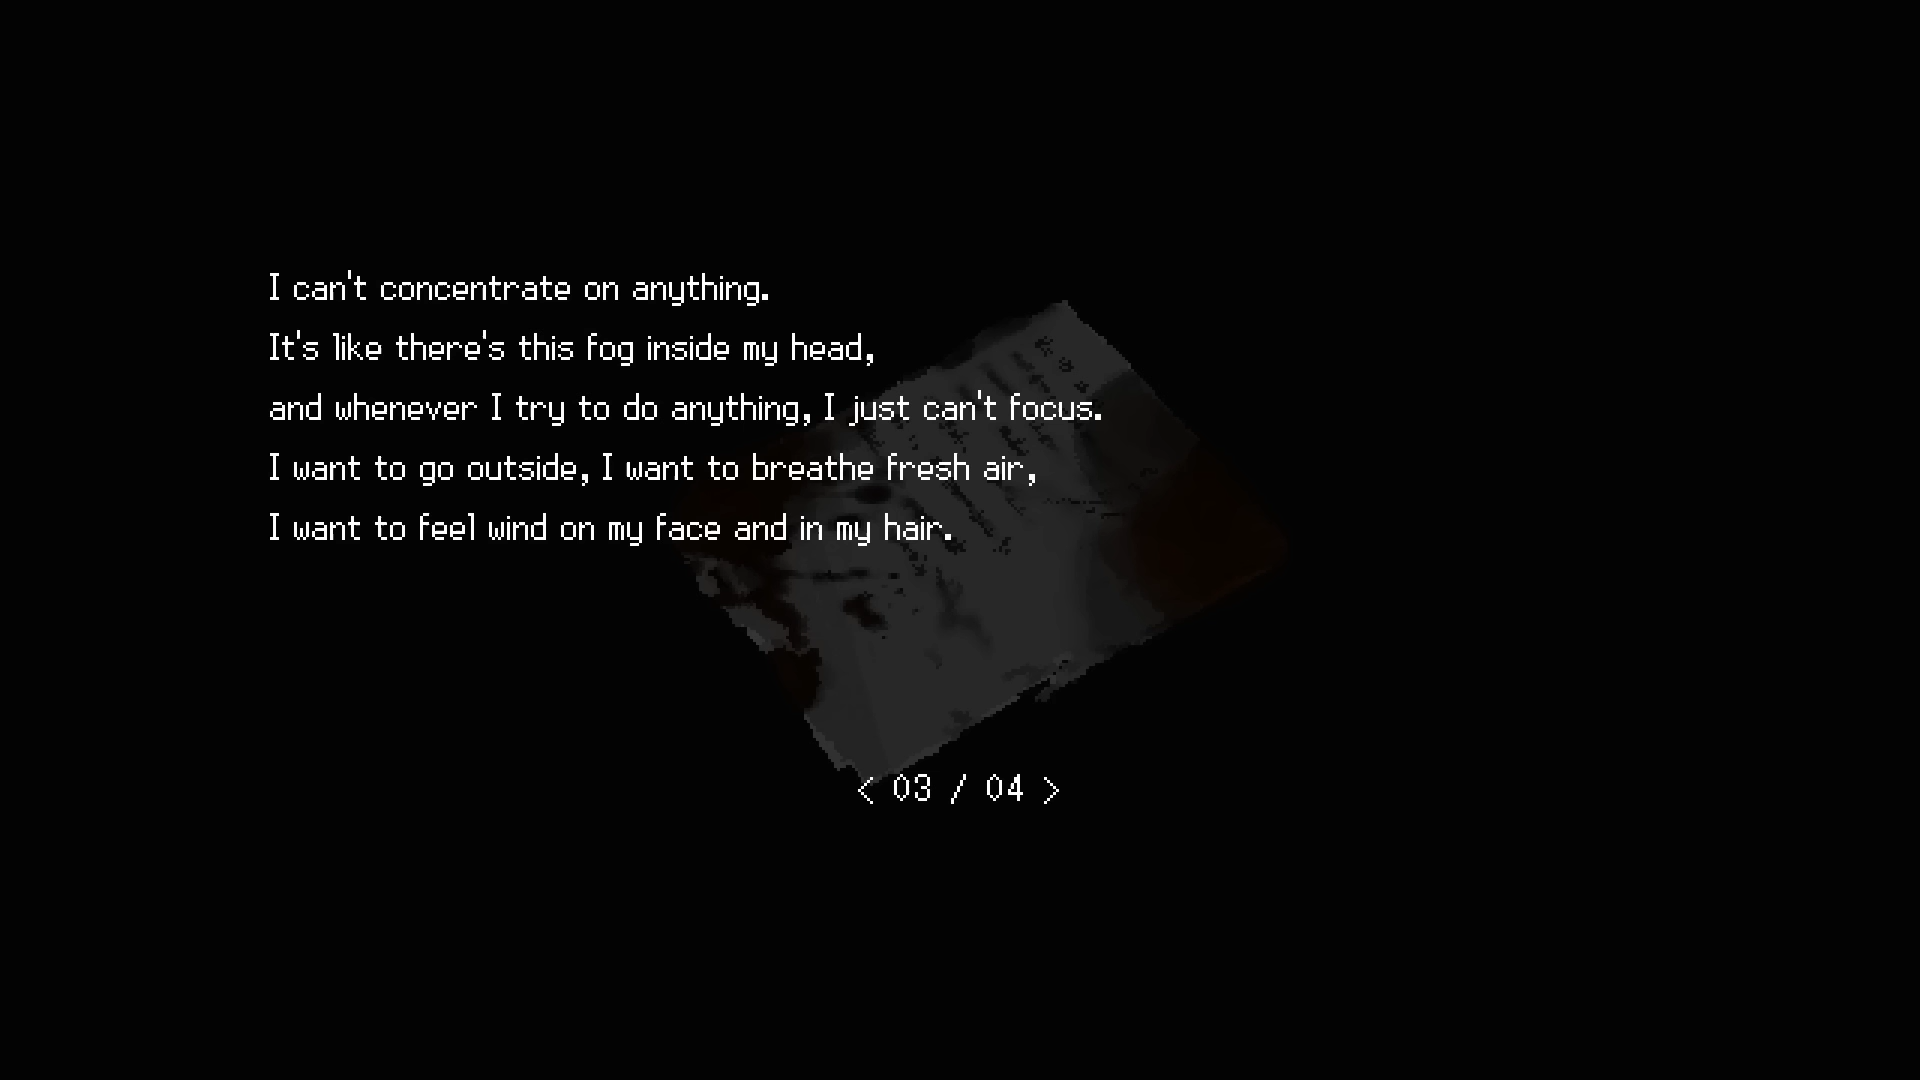 I can't concentrate on anything.
It's like there's this fog inside my head,
and whenever I try to do anything, I just can't focus.
I want to go outside, I want to breathe fresh air,
I want to feel wind on my face and in my hair.
< 03 / 04 >